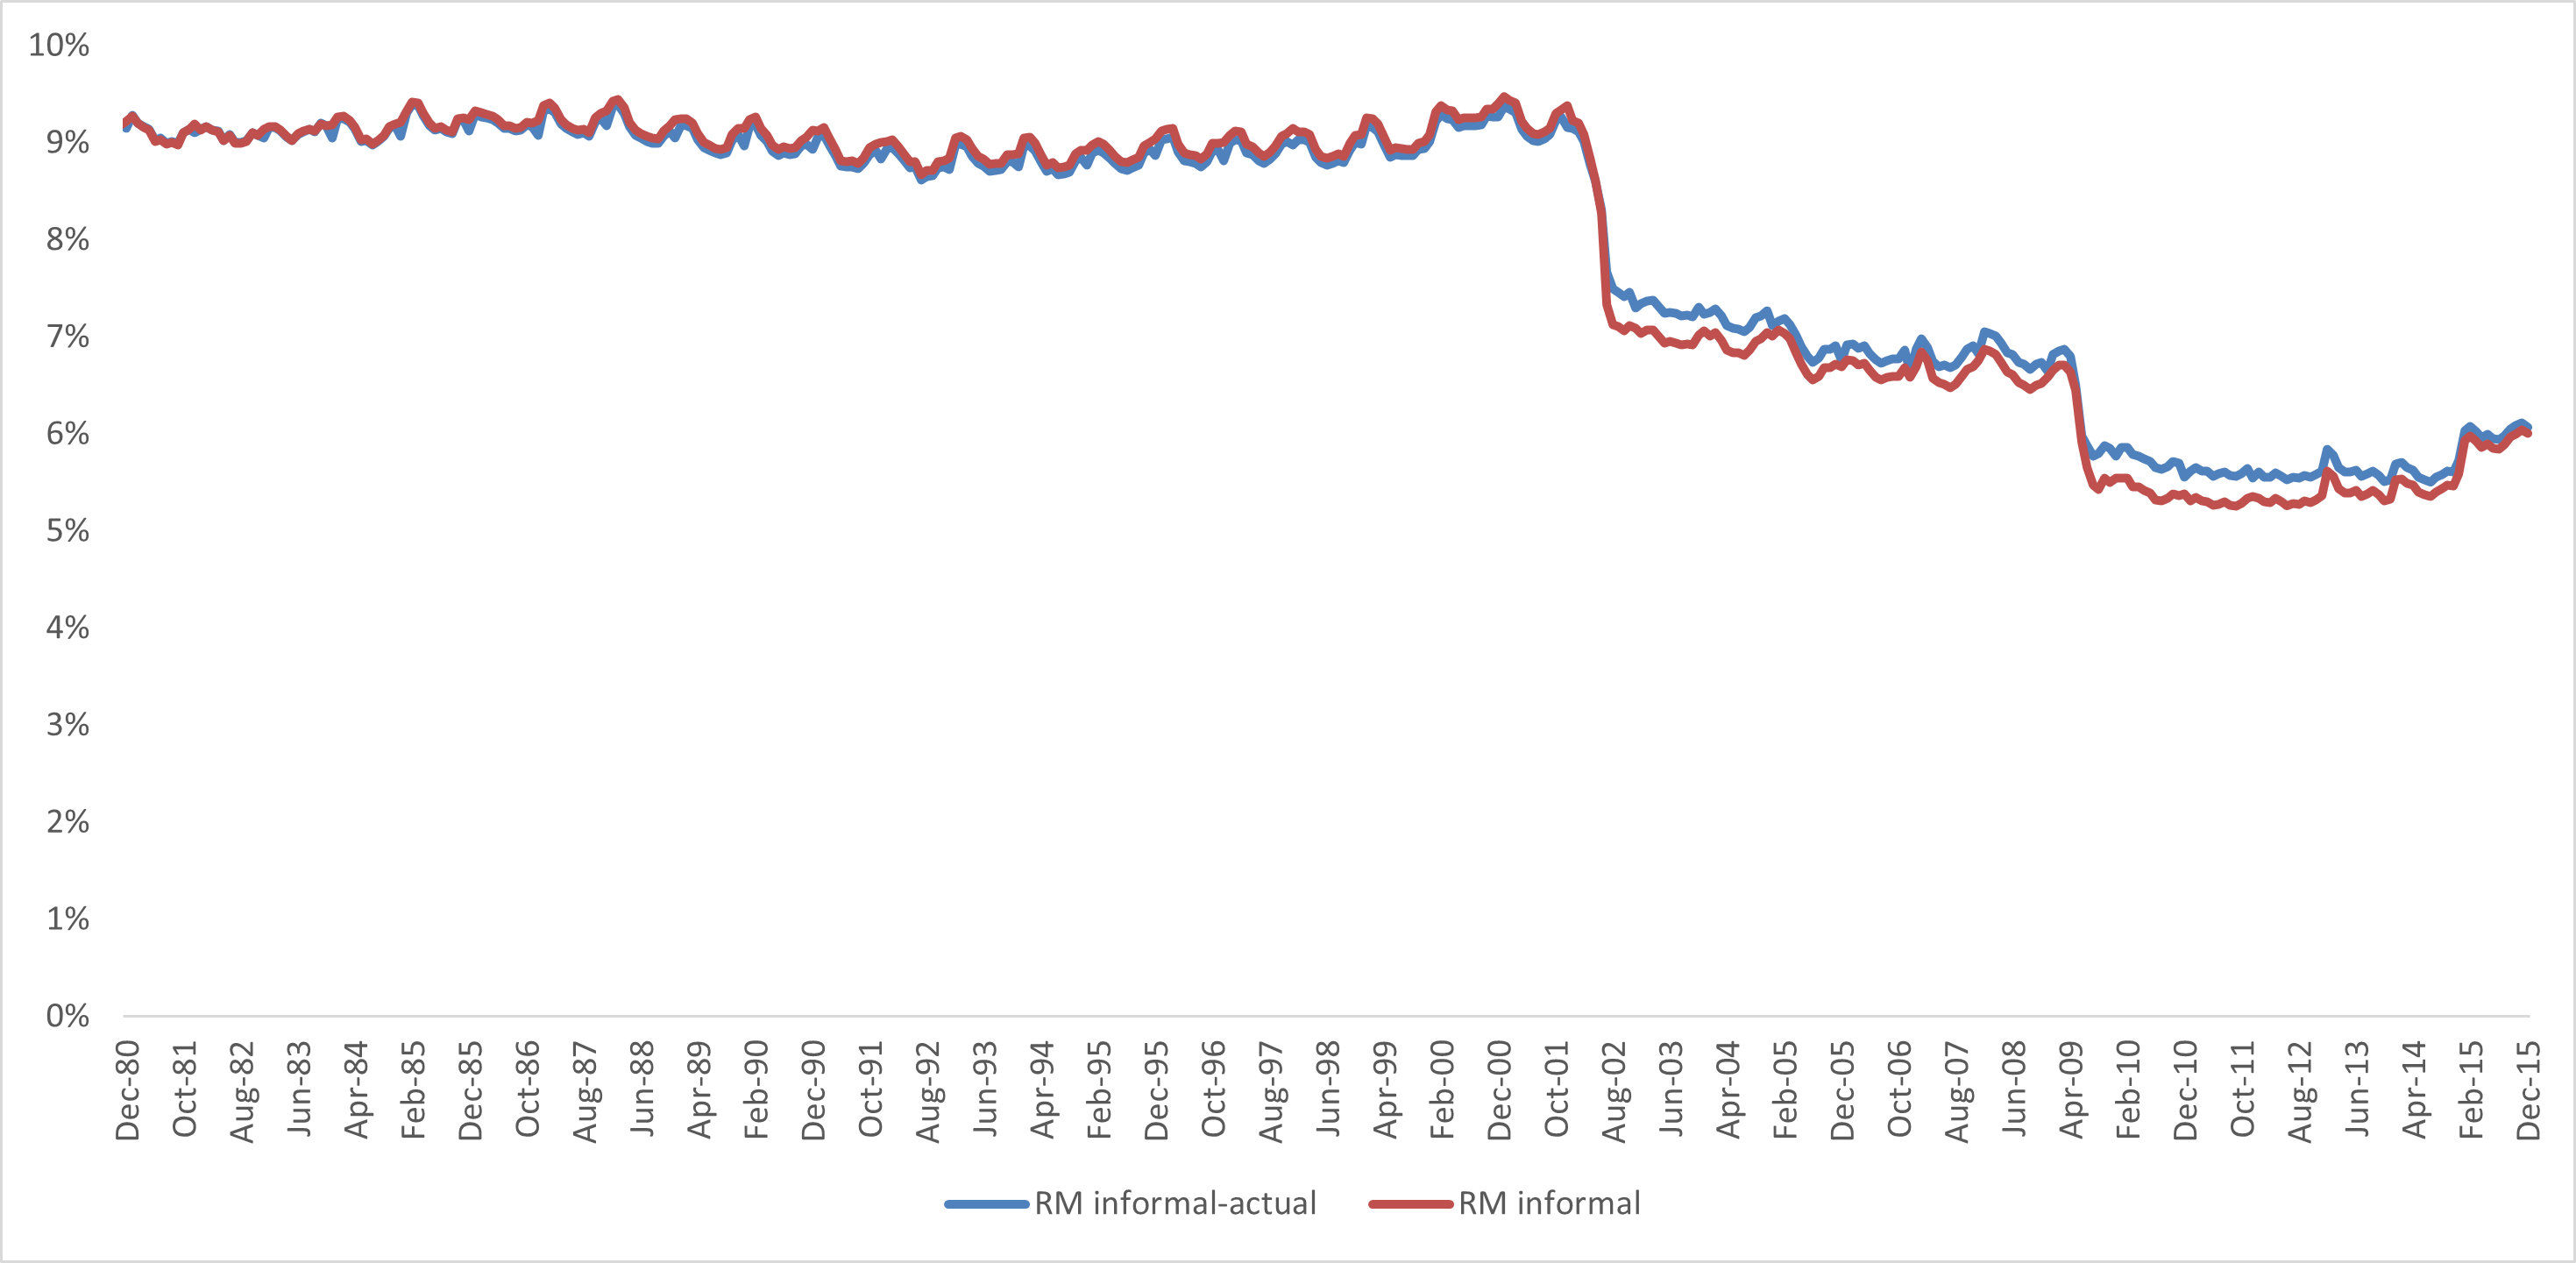 10%
9%
8%
7%
6%
5%
4%
3%
2%
1%
0%
Dec-80
Oct-81
Aug-82
Jun-83
Apr-84
Feb-85
Dec-85
Oct-86
Aug-87
Jun-88
Apr-89
Feb-90
Dec-90
Oct-91
Aug-92
Jun-93
Apr-94
Feb-95
Dec-95
Oct-96
Aug-97
Jun-98
Apr-99
Feb-00
Dec-00
Oct-01
Aug-02
Jun-03
Apr-04
Feb-05
Dec-05
Oct-06
Aug-07
Jun-08
Apr-09
Feb-10
Dec-10
Oct-11
Aug-12
Jun-13
Apr-14
Feb-15
Dec-15
RM informal-actual
RM informal